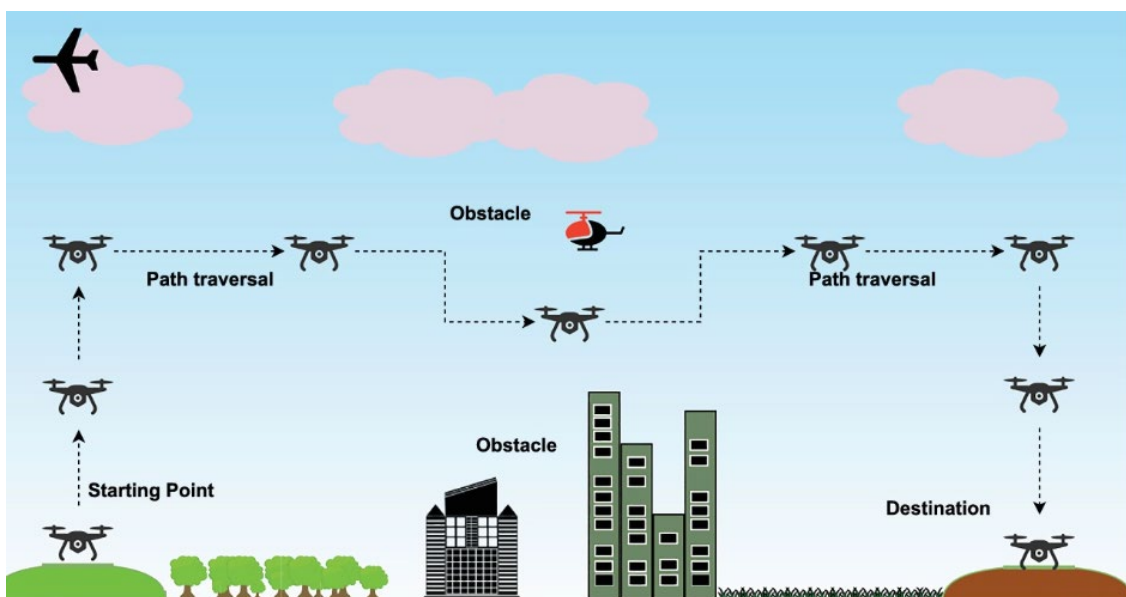 Obstacle
Path traversal
Path traversal
Obstacle
Starting Point
Destination